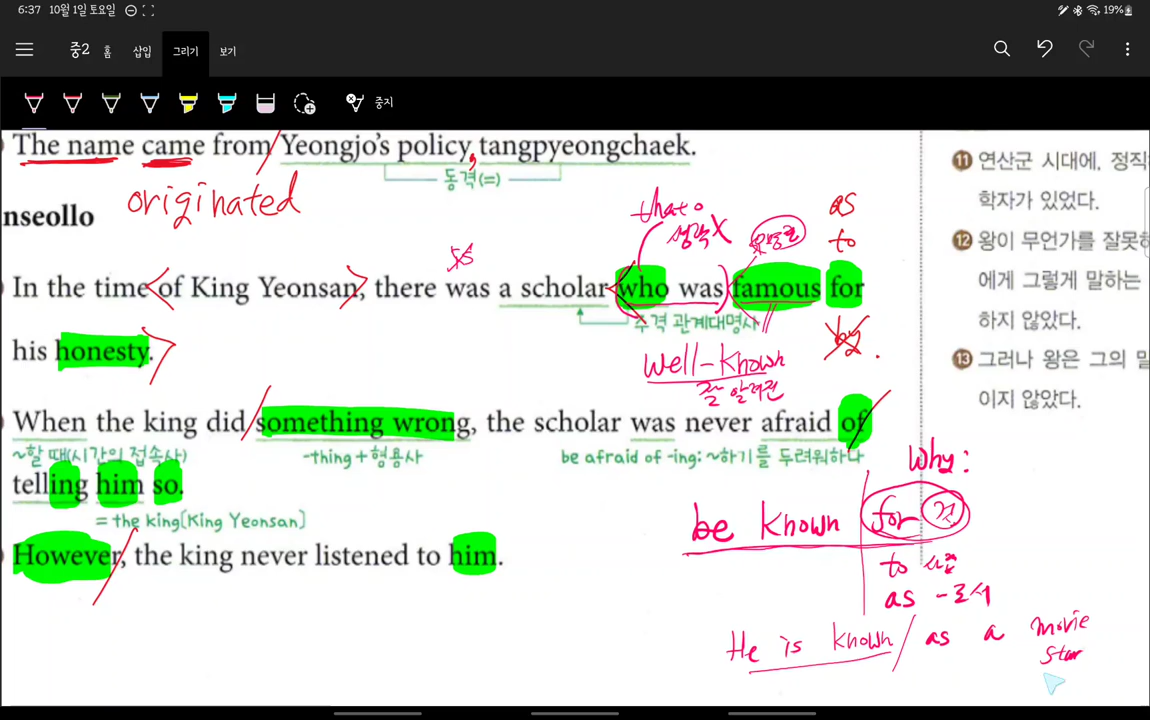 6:37 10월 1일 토요일 19%
중2 홈 삽입 그리기 보기
중지
The name came from Yeongjo's policy, tangpyeongchaek.
동격(=)
originated
nseollo
that
생략X
as
to
In the time of King Yeonsan, there was a scholar who was famous for
주격 관계대명사
by
his honesty.
well-known
잘 알려진
When the king did something wrong, the scholar was never afraid of
~할 때(시간의 접속사) -thing + 형용사 be afraid of -ing: ~하기를 두려워하다
telling him so.
= the king[King Yeonsan]
However, the king never listened to him.
Why:
be known for 것
to 사람
as -로서
He is known as a movie
star
⑪ 연산군 시대에, 정직
학자가 있었다.
⑫ 왕이 무언가를 잘못하
에게 그렇게 말하는
하지 않았다.
⑬ 그러나 왕은 그의 말
이지 않았다.